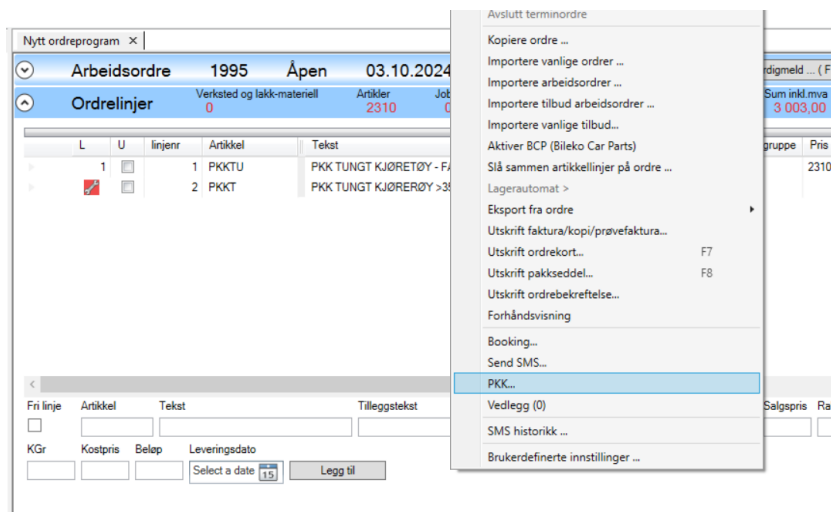 Avslutt terminordre
Nytt ordreprogram ×
Kopiere ordre ...
Importere vanlige ordrer ...
Arbeidsordre 1995 Åpen 03.10.2024
Importere arbeidsordrer ...
Importere tilbud arbeidsordrer ...
Ordrelinjer
Verksted og lakk-materiell Artikler Sum inkl.mva
0 2310 3 003,00
Importere vanlige tilbud...
Aktiver BCP (Bileko Car Parts)
L U linjenr Artikkel Tekst gruppe Pris
Slå sammen artikkellinjer på ordre ...
1 1 PKKTU PKK TUNGT KJØRETØY - 2310
2 PKKT PKK TUNGT KJØRERØY >35
Lagerautomat >
Eksport fra ordre
Utskrift faktura/kopi/prøvefaktura...
Utskrift ordrekort... F7
Utskrift pakkseddel... F8
Utskrift ordrebekreftelse...
Forhåndsvisning
Booking...
Send SMS...
PKK...
Vedlegg (0)
SMS historikk ...
Brukerdefinerte innstillinger ...
Fri linje Artikkel Tekst Tilleggstekst Salgspris Ra
KGr Kostpris Beløp Leveringsdato
Select a date 15 Legg til